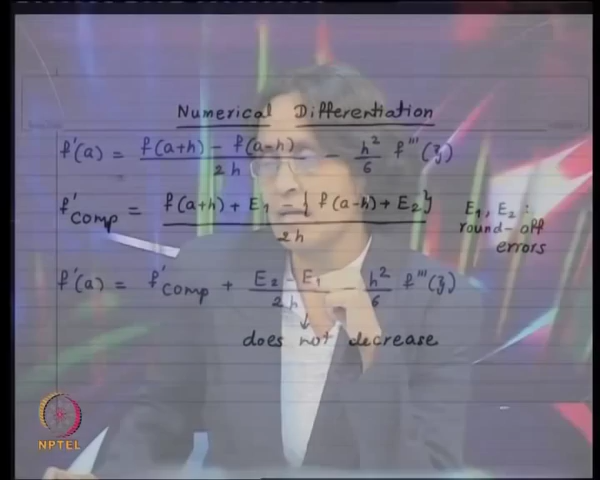 Numerical Differentiation
f'(a) = f(a+h) - f(a-h) / 2h - h² / 6 f'''(ξ)
f'comp = f(a+h) + E₁ - { f(a-h) + E₂ } / 2h
E₁, E₂ :
round-off
errors
f'(a) = f'comp + E₂ - E₁ / 2h - h² / 6 f'''(ξ)
↓
does not decrease
NPTEL